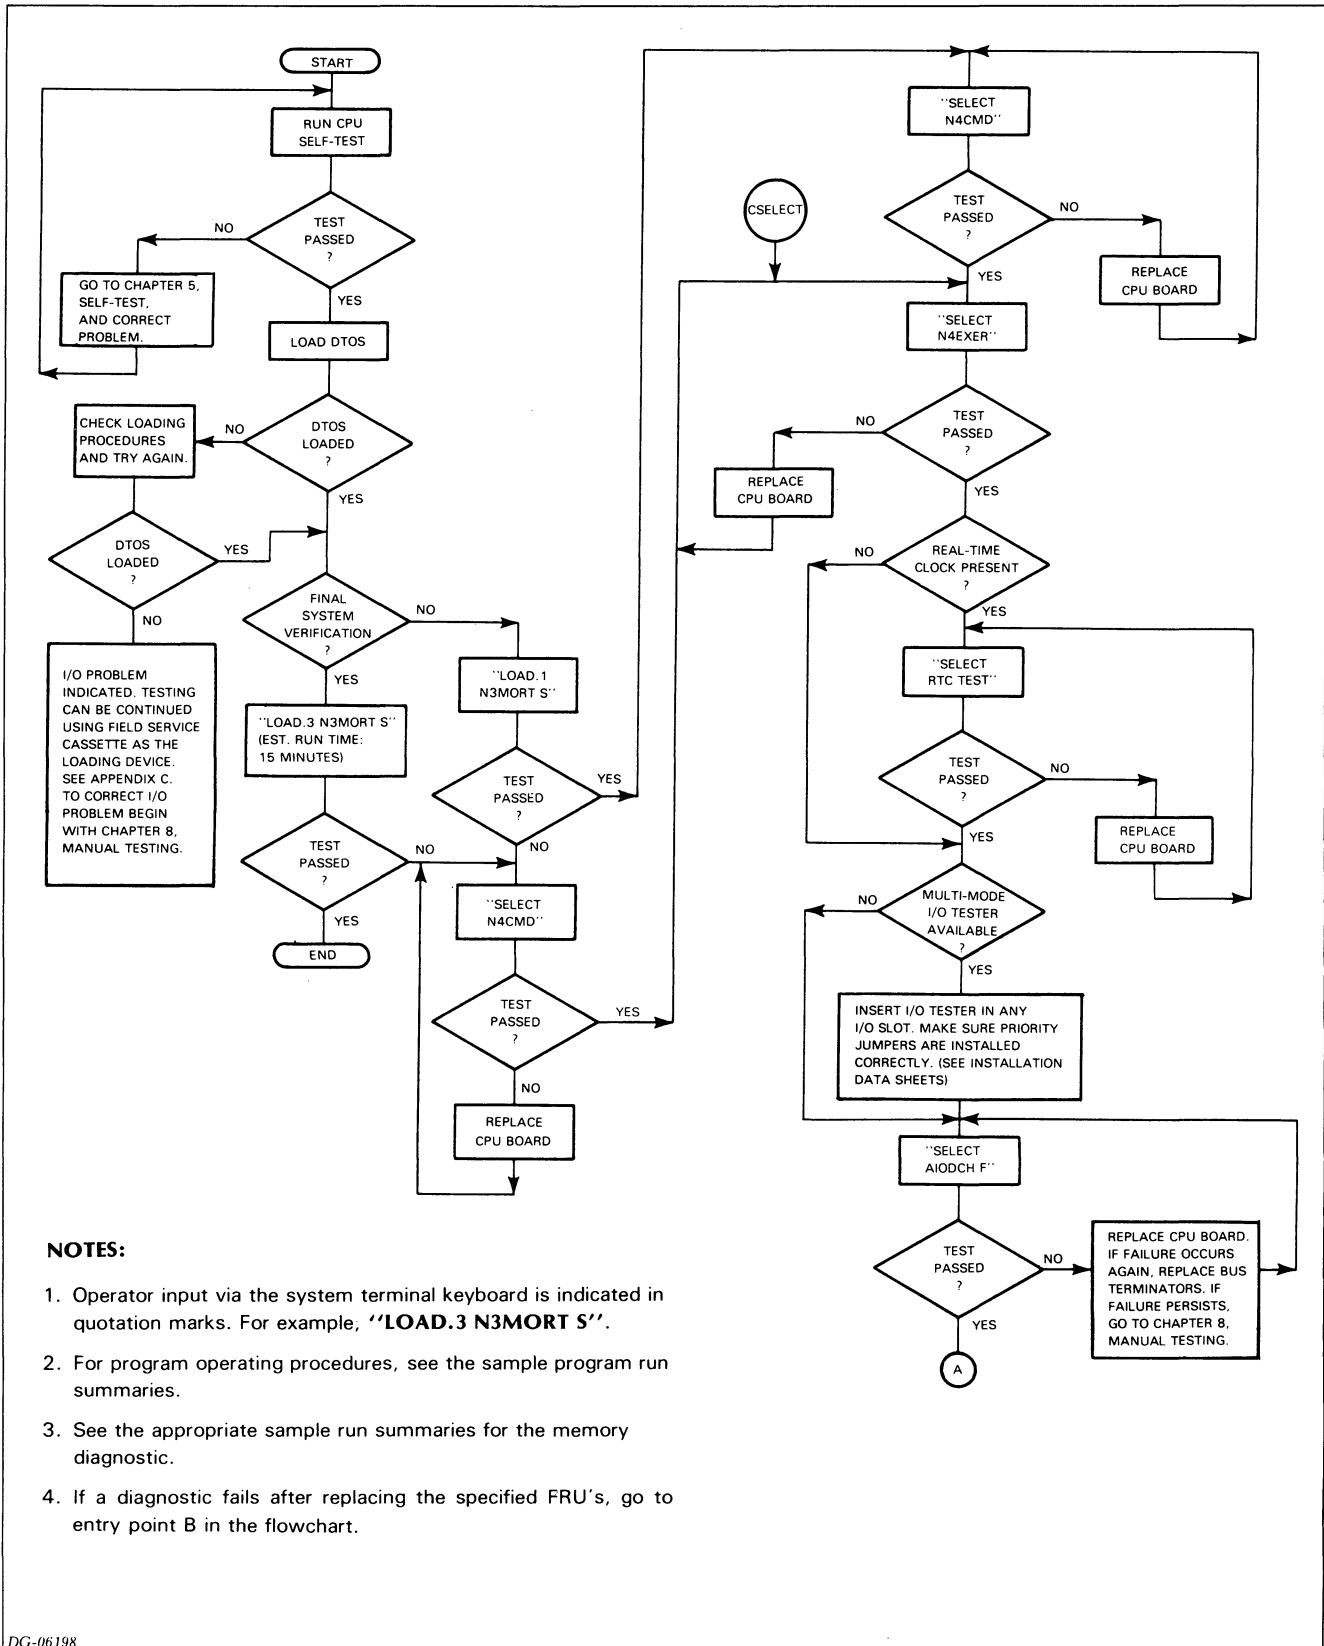 START
RUN CPU
SELF-TEST
TEST
PASSED
?
NO
YES
GO TO CHAPTER 5,
SELF-TEST,
AND CORRECT
PROBLEM.
LOAD DTOS
DTOS
LOADED
?
NO
YES
CHECK LOADING
PROCEDURES
AND TRY AGAIN.
DTOS
LOADED
?
YES
NO
I/O PROBLEM
INDICATED. TESTING
CAN BE CONTINUED
USING FIELD SERVICE
CASSETTE AS THE
LOADING DEVICE.
SEE APPENDIX C.
TO CORRECT I/O
PROBLEM BEGIN
WITH CHAPTER 8,
MANUAL TESTING.
FINAL
SYSTEM
VERIFICATION
?
NO
YES
"LOAD.3 N3MORT S"
(EST. RUN TIME:
15 MINUTES)
TEST
PASSED
?
NO
YES
END
"LOAD.1
N3MORT S"
TEST
PASSED
?
YES
NO
"SELECT
N4CMD"
TEST
PASSED
?
YES
NO
REPLACE
CPU BOARD
"SELECT
N4CMD"
TEST
PASSED
?
NO
YES
REPLACE
CPU BOARD
CSELECT
"SELECT
N4EXER"
TEST
PASSED
?
NO
YES
REPLACE
CPU BOARD
REAL-TIME
CLOCK PRESENT
?
NO
YES
"SELECT
RTC TEST"
TEST
PASSED
?
NO
YES
REPLACE
CPU BOARD
MULTI-MODE
I/O TESTER
AVAILABLE
?
NO
YES
INSERT I/O TESTER IN ANY
I/O SLOT. MAKE SURE PRIORITY
JUMPERS ARE INSTALLED
CORRECTLY. (SEE INSTALLATION
DATA SHEETS)
"SELECT
AIODCH F"
TEST
PASSED
?
NO
YES
REPLACE CPU BOARD.
IF FAILURE OCCURS
AGAIN, REPLACE BUS
TERMINATORS. IF
FAILURE PERSISTS,
GO TO CHAPTER 8,
MANUAL TESTING.
A
NOTES:
1. Operator input via the system terminal keyboard is indicated in
quotation marks. For example, "LOAD.3 N3MORT S".
2. For program operating procedures, see the sample program run
summaries.
3. See the appropriate sample run summaries for the memory
diagnostic.
4. If a diagnostic fails after replacing the specified FRU's, go to
entry point B in the flowchart.
DG-06198